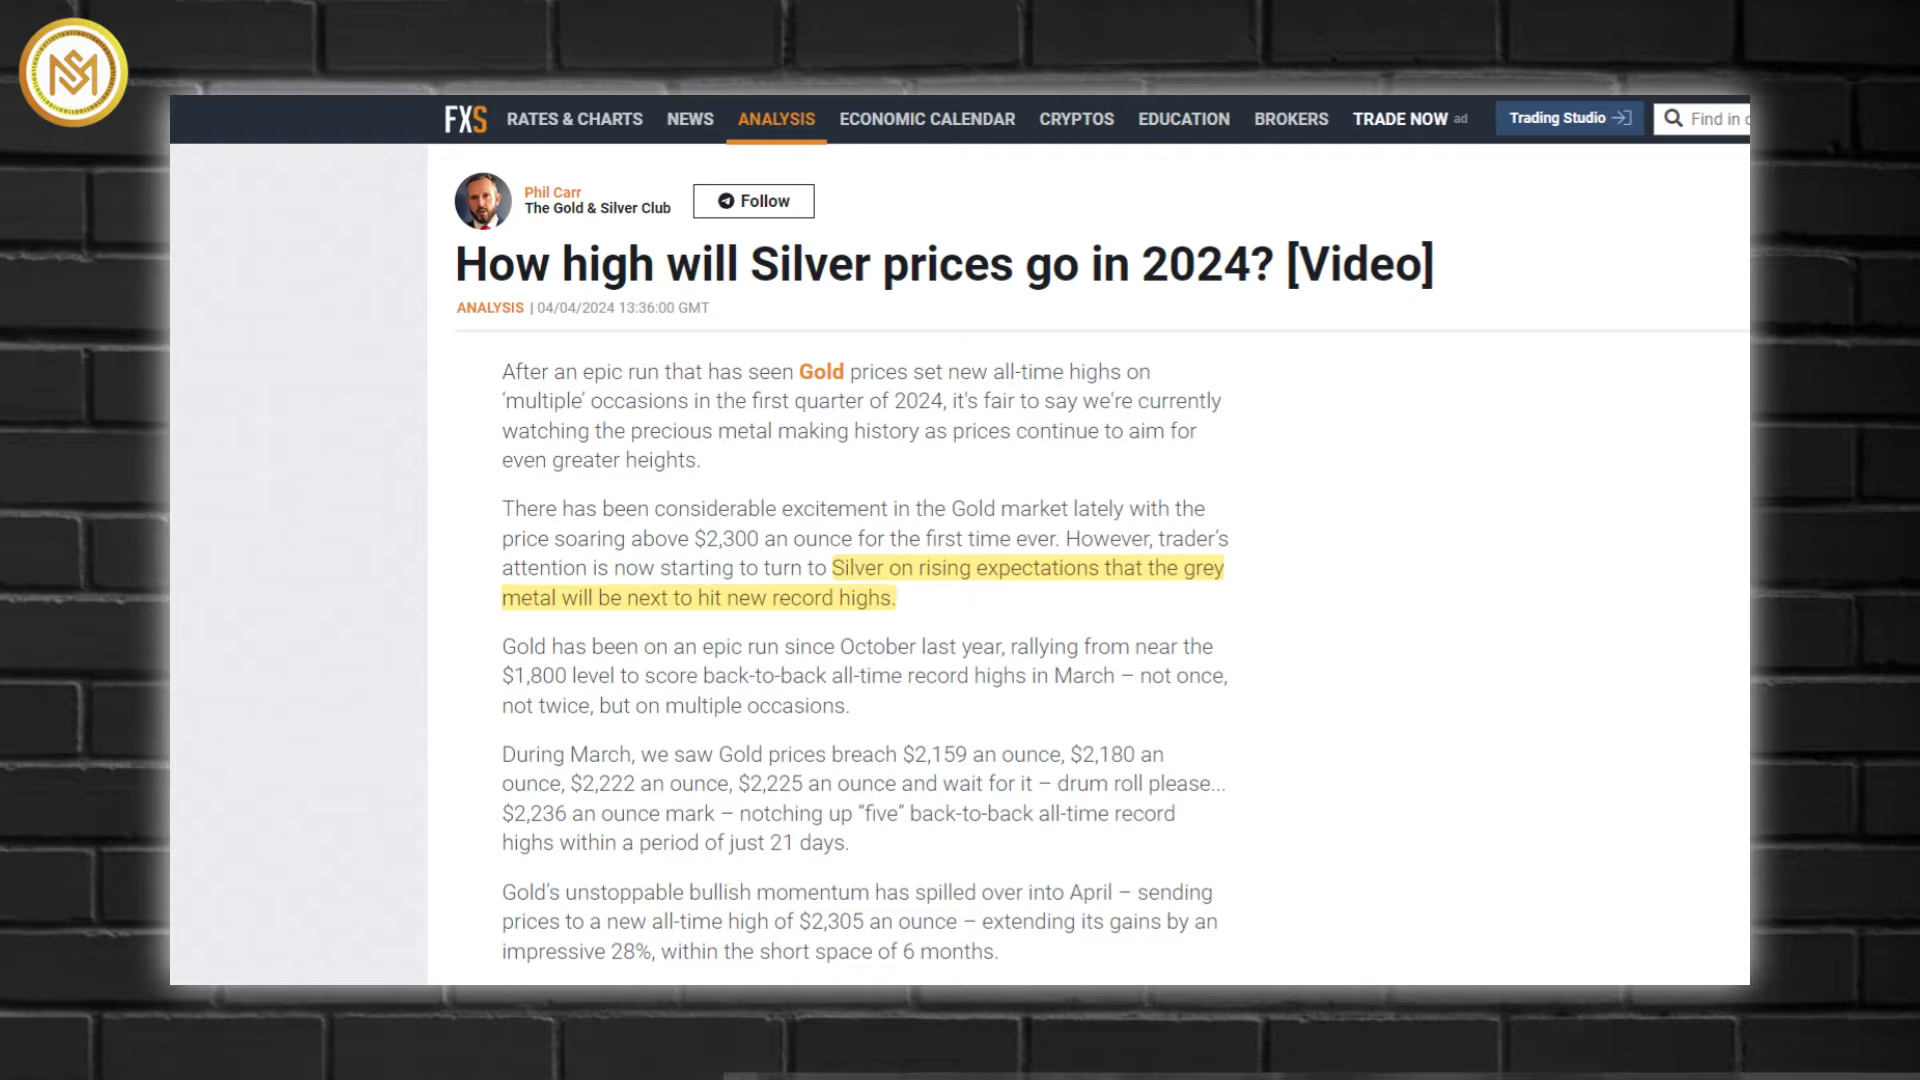 FXS RATES & CHARTS NEWS ANALYSIS ECONOMIC CALENDAR CRYPTOS EDUCATION BROKERS TRADE NOW ad Trading Studio Find in
Phil Carr
The Gold & Silver Club
Follow
How high will Silver prices go in 2024? [Video]
ANALYSIS | 04/04/2024 13:36:00 GMT
After an epic run that has seen Gold prices set new all-time highs on
‘multiple’ occasions in the first quarter of 2024, it's fair to say we're currently
watching the precious metal making history as prices continue to aim for
even greater heights.
There has been considerable excitement in the Gold market lately with the
price soaring above $2,300 an ounce for the first time ever. However, trader’s
attention is now starting to turn to Silver on rising expectations that the grey
metal will be next to hit new record highs.
Gold has been on an epic run since October last year, rallying from near the
$1,800 level to score back-to-back all-time record highs in March – not once,
not twice, but on multiple occasions.
During March, we saw Gold prices breach $2,159 an ounce, $2,180 an
ounce, $2,222 an ounce, $2,225 an ounce and wait for it – drum roll please...
$2,236 an ounce mark – notching up “five” back-to-back all-time record
highs within a period of just 21 days.
Gold’s unstoppable bullish momentum has spilled over into April – sending
prices to a new all-time high of $2,305 an ounce – extending its gains by an
impressive 28%, within the short space of 6 months.